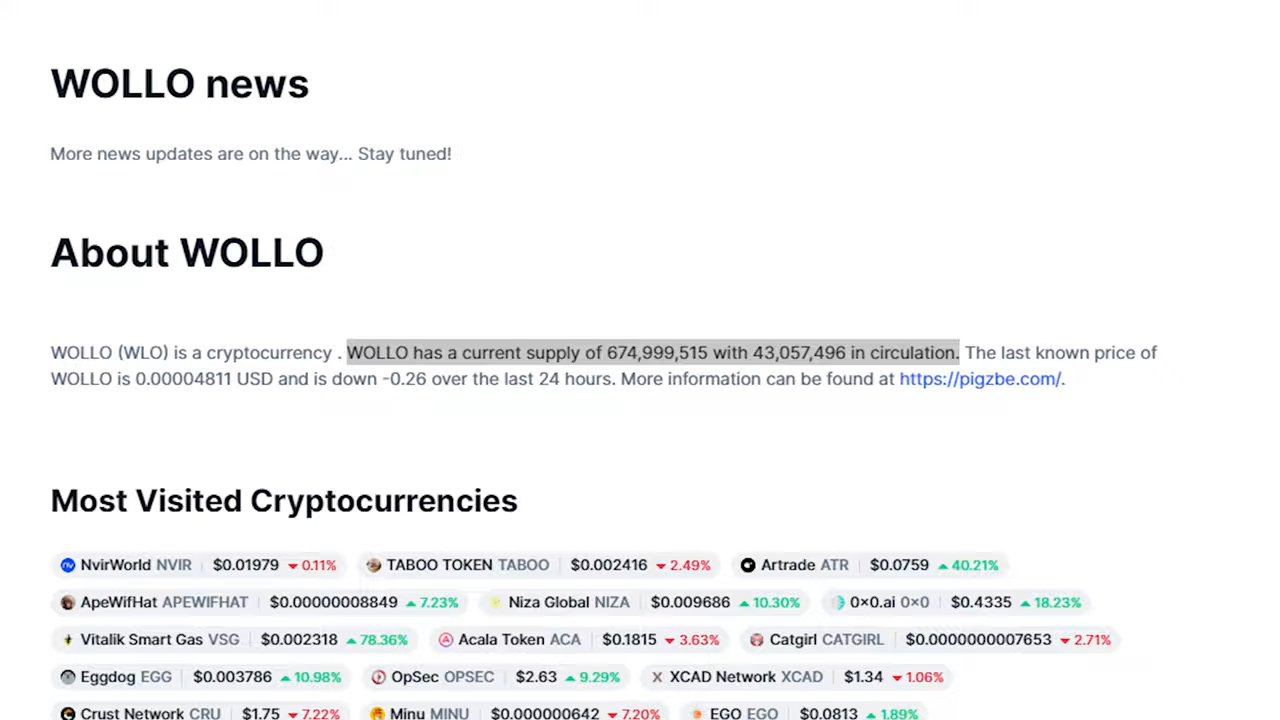 WOLLO news
More news updates are on the way... Stay tuned!
About WOLLO
WOLLO (WLO) is a cryptocurrency . WOLLO has a current supply of 674,999,515 with 43,057,496 in circulation. The last known price of
WOLLO is 0.00004811 USD and is down -0.26 over the last 24 hours. More information can be found at https://pigzbe.com/.
Most Visited Cryptocurrencies
NvirWorld NVIR $0.01979 0.11% TABOO TOKEN TABOO $0.002416 2.49% Artrade ATR $0.0759 40.21%
ApeWifHat APEWIFHAT $0.00000008849 7.23% Niza Global NIZA $0.009686 10.30% 0×0.ai 0×0 $0.4335 18.23%
Vitalik Smart Gas VSG $0.002318 78.36% Acala Token ACA $0.1815 3.63% Catgirl CATGIRL $0.0000000007653 2.71%
Eggdog EGG $0.003786 10.98% OpSec OPSEC $2.63 9.29% XCAD Network XCAD $1.34 1.06%
Crust Network CRU $1.75 7.22% Minu MINU $0.000000642 7.20% EGO EGO $0.0813 1.89%